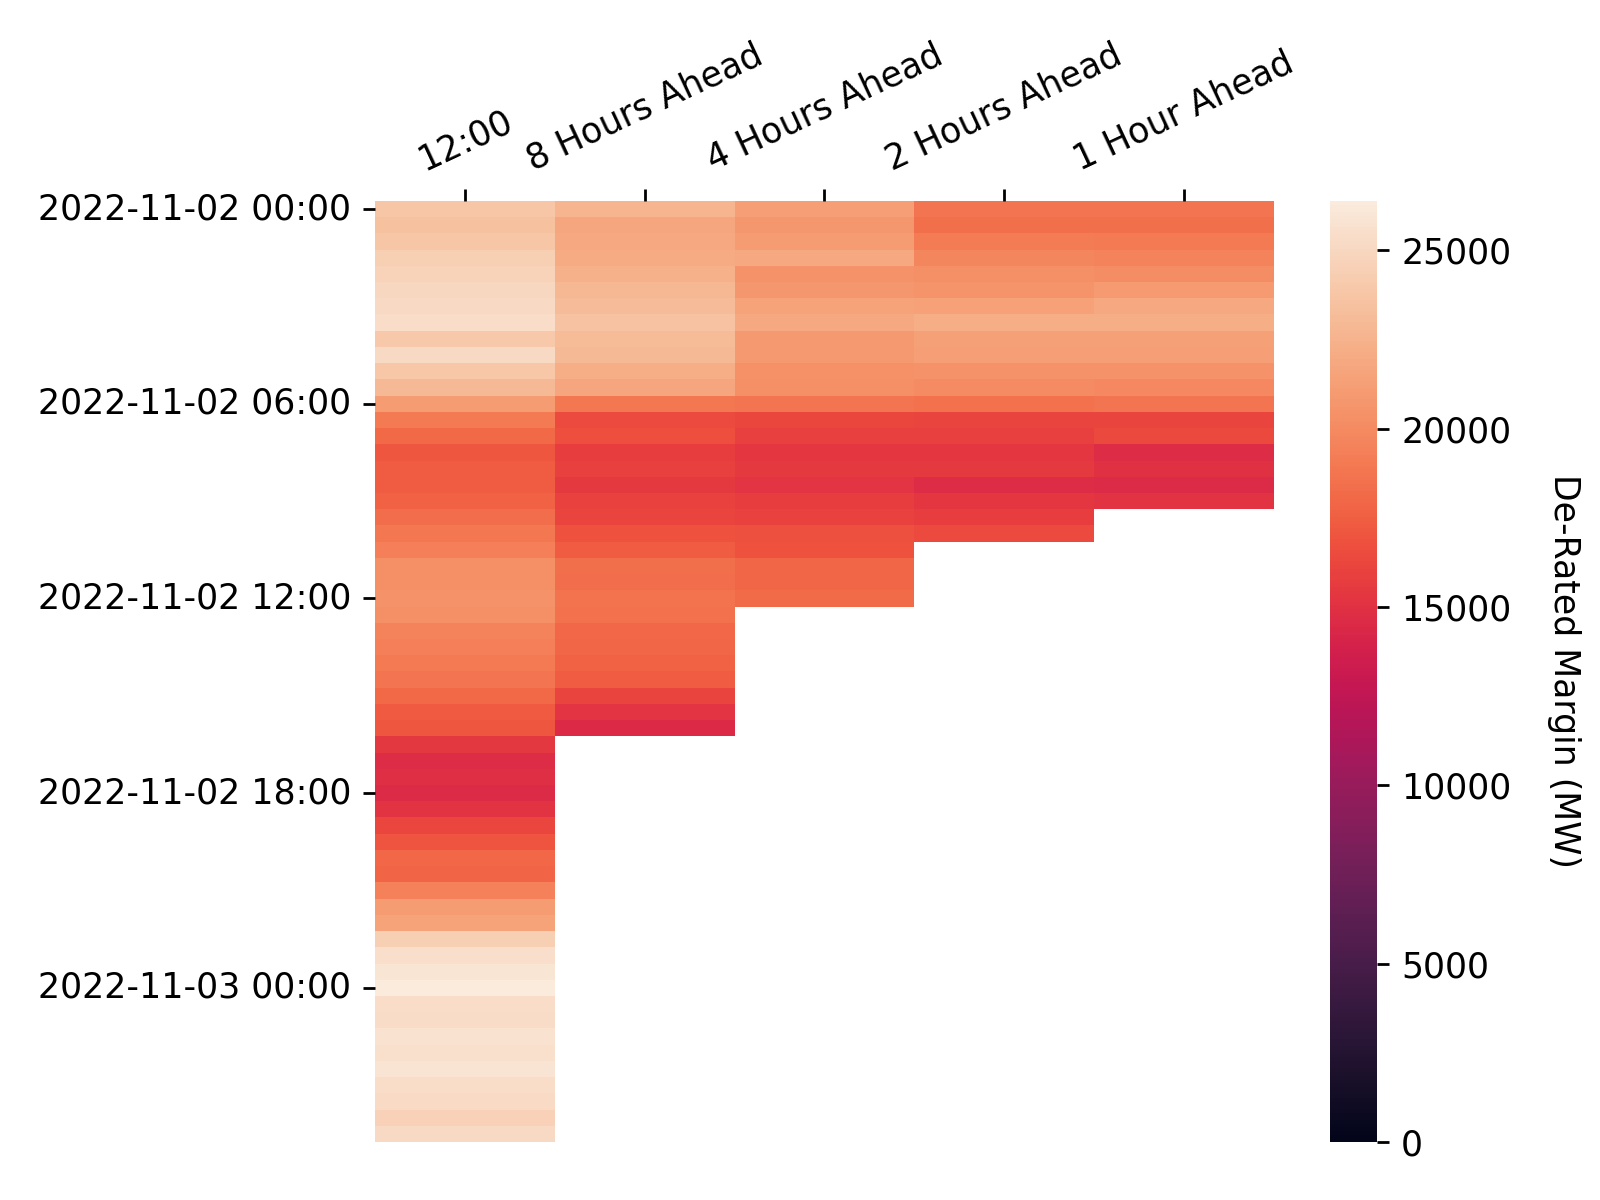 12:00
8 Hours Ahead
4 Hours Ahead
2 Hours Ahead
1 Hour Ahead
2022-11-02 00:00
2022-11-02 06:00
2022-11-02 12:00
2022-11-02 18:00
2022-11-03 00:00
25000
20000
15000
10000
5000
0
De-Rated Margin (MW)